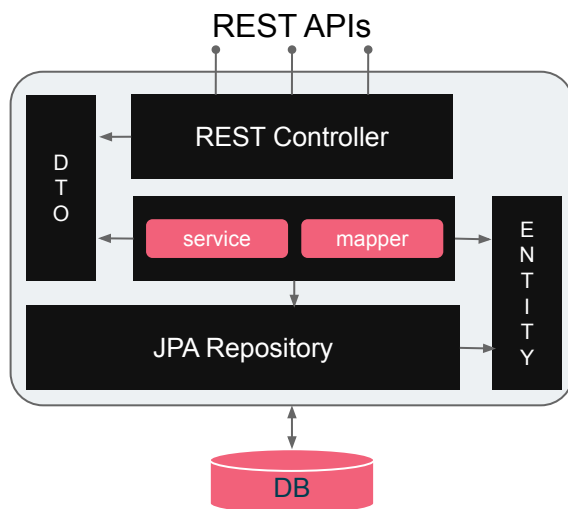 REST APIs
REST Controller
D
T
O
service
mapper
E
N
T
I
T
Y
JPA Repository
DB